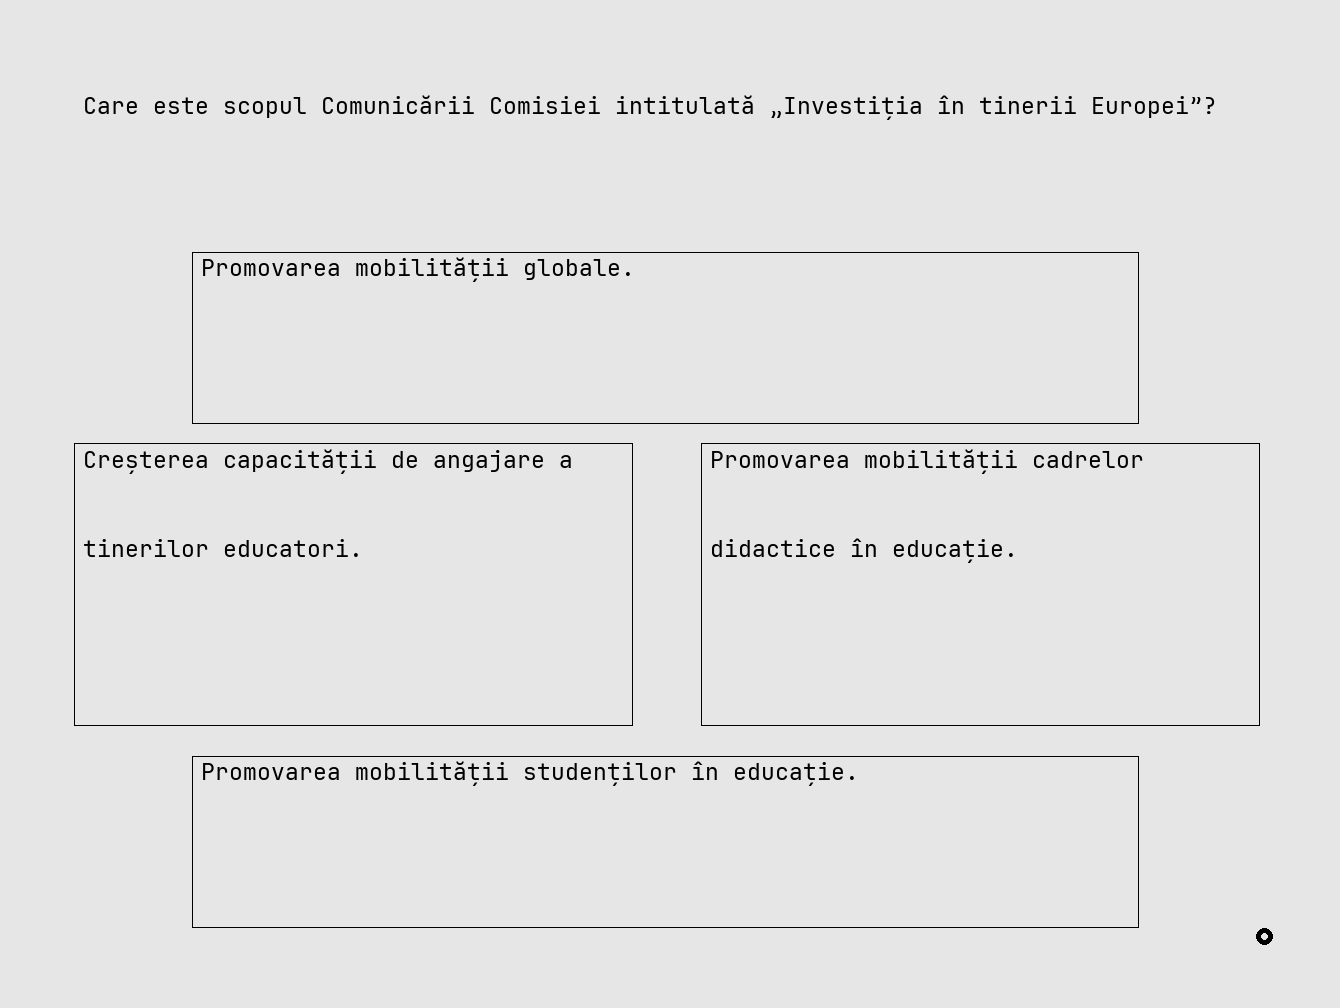 Care este scopul Comunicării Comisiei intitulată „Investiția în tinerii Europei”?
Promovarea mobilității globale.
Creșterea capacității de angajare a
tinerilor educatori.
Promovarea mobilității cadrelor
didactice în educație.
Promovarea mobilității studenților în educație.